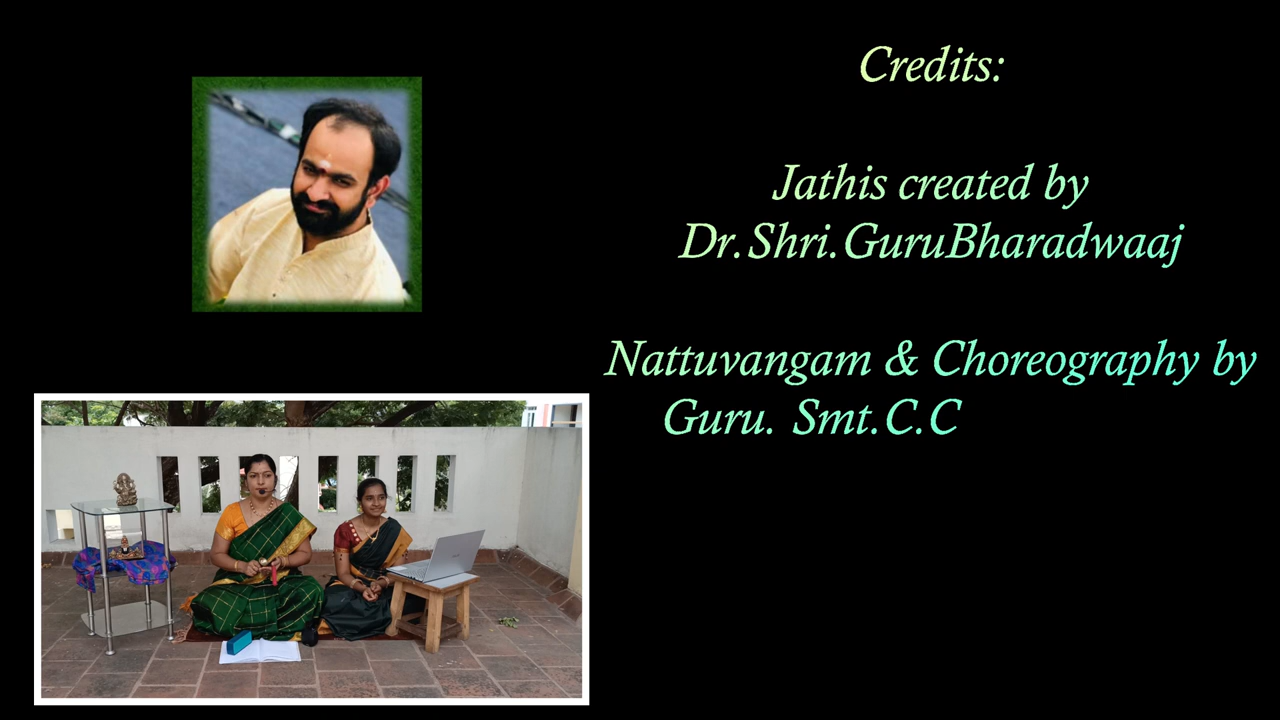 Credits:
Jathis created by
Dr.Shri.GuruBharadwaaj
Nattuvangam & Choreography by
Guru. Smt.C.C